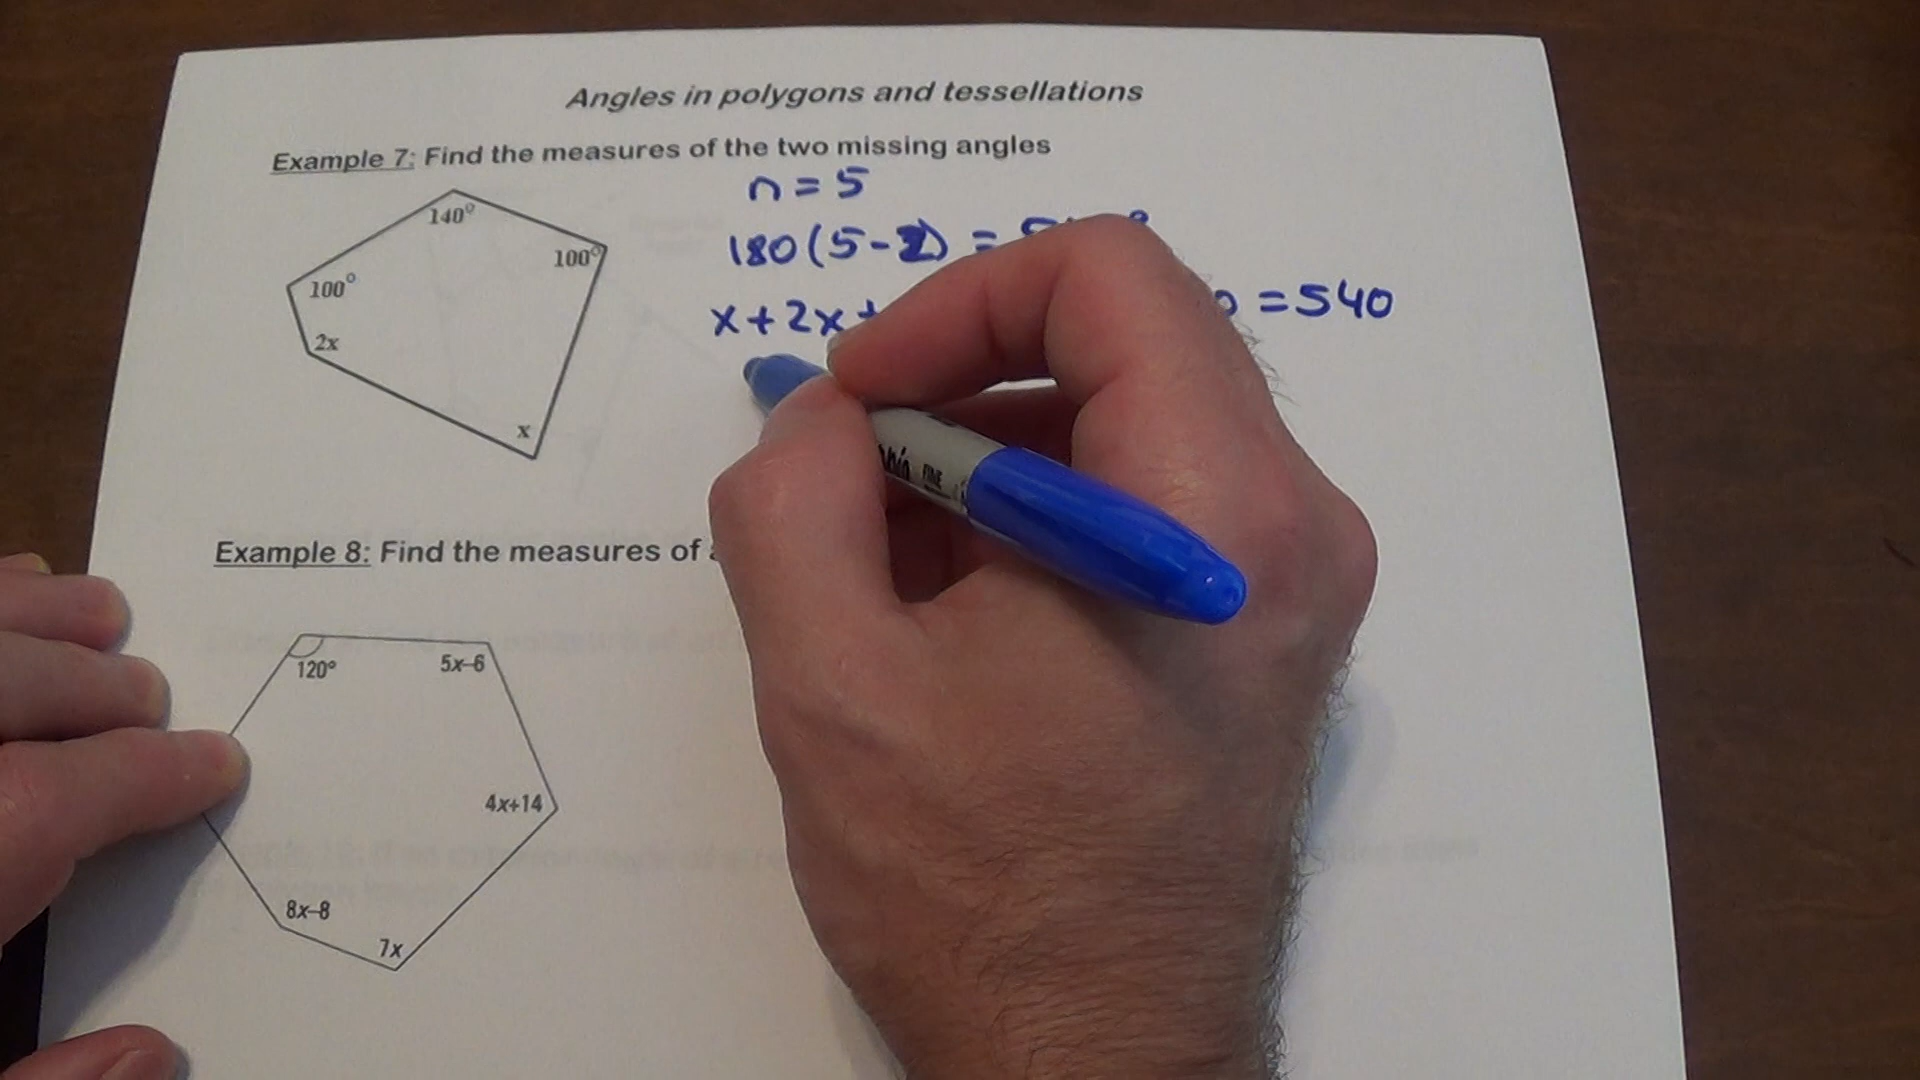 Angles in polygons and tessellations
Example 7: Find the measures of the two missing angles
n = 5
140°
100°
180(5-2) =
100°
x+2x+
=540
2x
x
Example 8: Find the measures of
120°
5x–6
4x+14
8x–8
7x
FINE